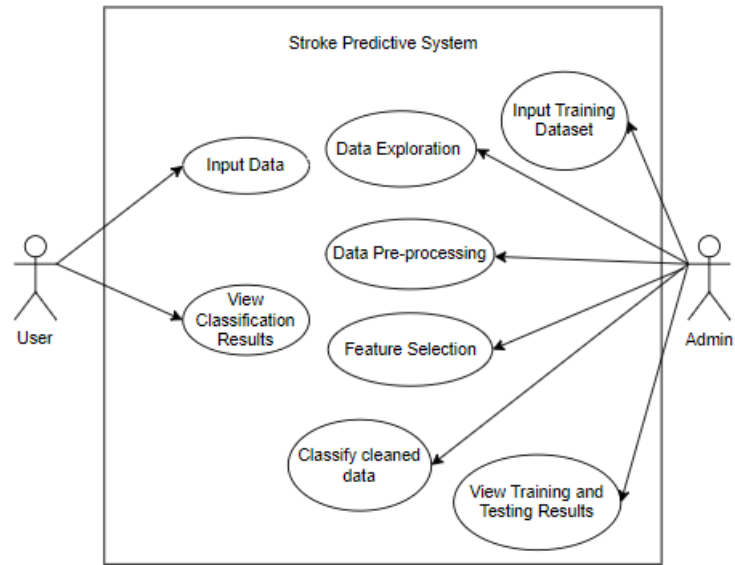 Stroke Predictive System
Input Training
Dataset
Data Exploration
Input Data
Data Pre-processing
View
Classification
Results
User
Feature Selection
Admin
Classify cleaned
data
View Training and
Testing Results